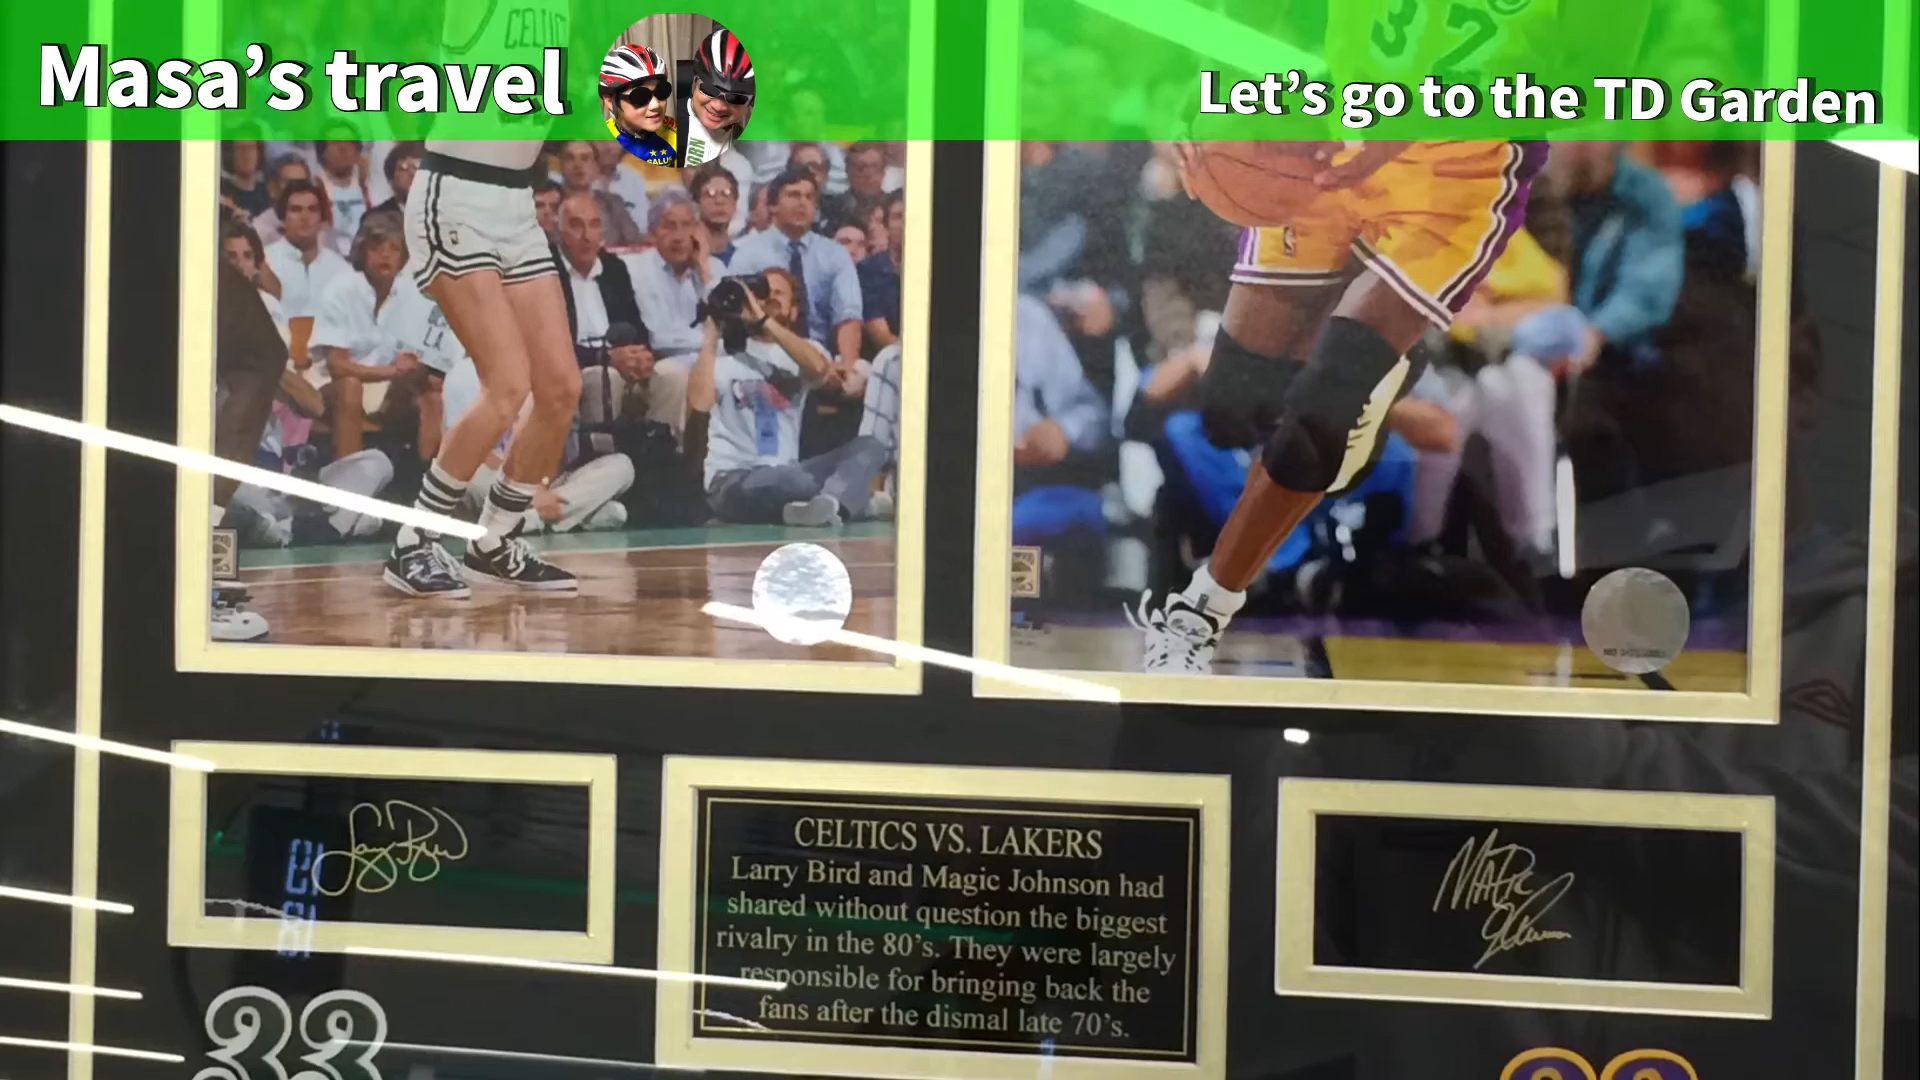 Masa's travel
Let's go to the TD Garden
CELTICS
32
CELTICS VS. LAKERS
Larry Bird and Magic Johnson had
shared without question the biggest
rivalry in the 80's. They were largely
responsible for bringing back the
fans after the dismal late 70's.
33